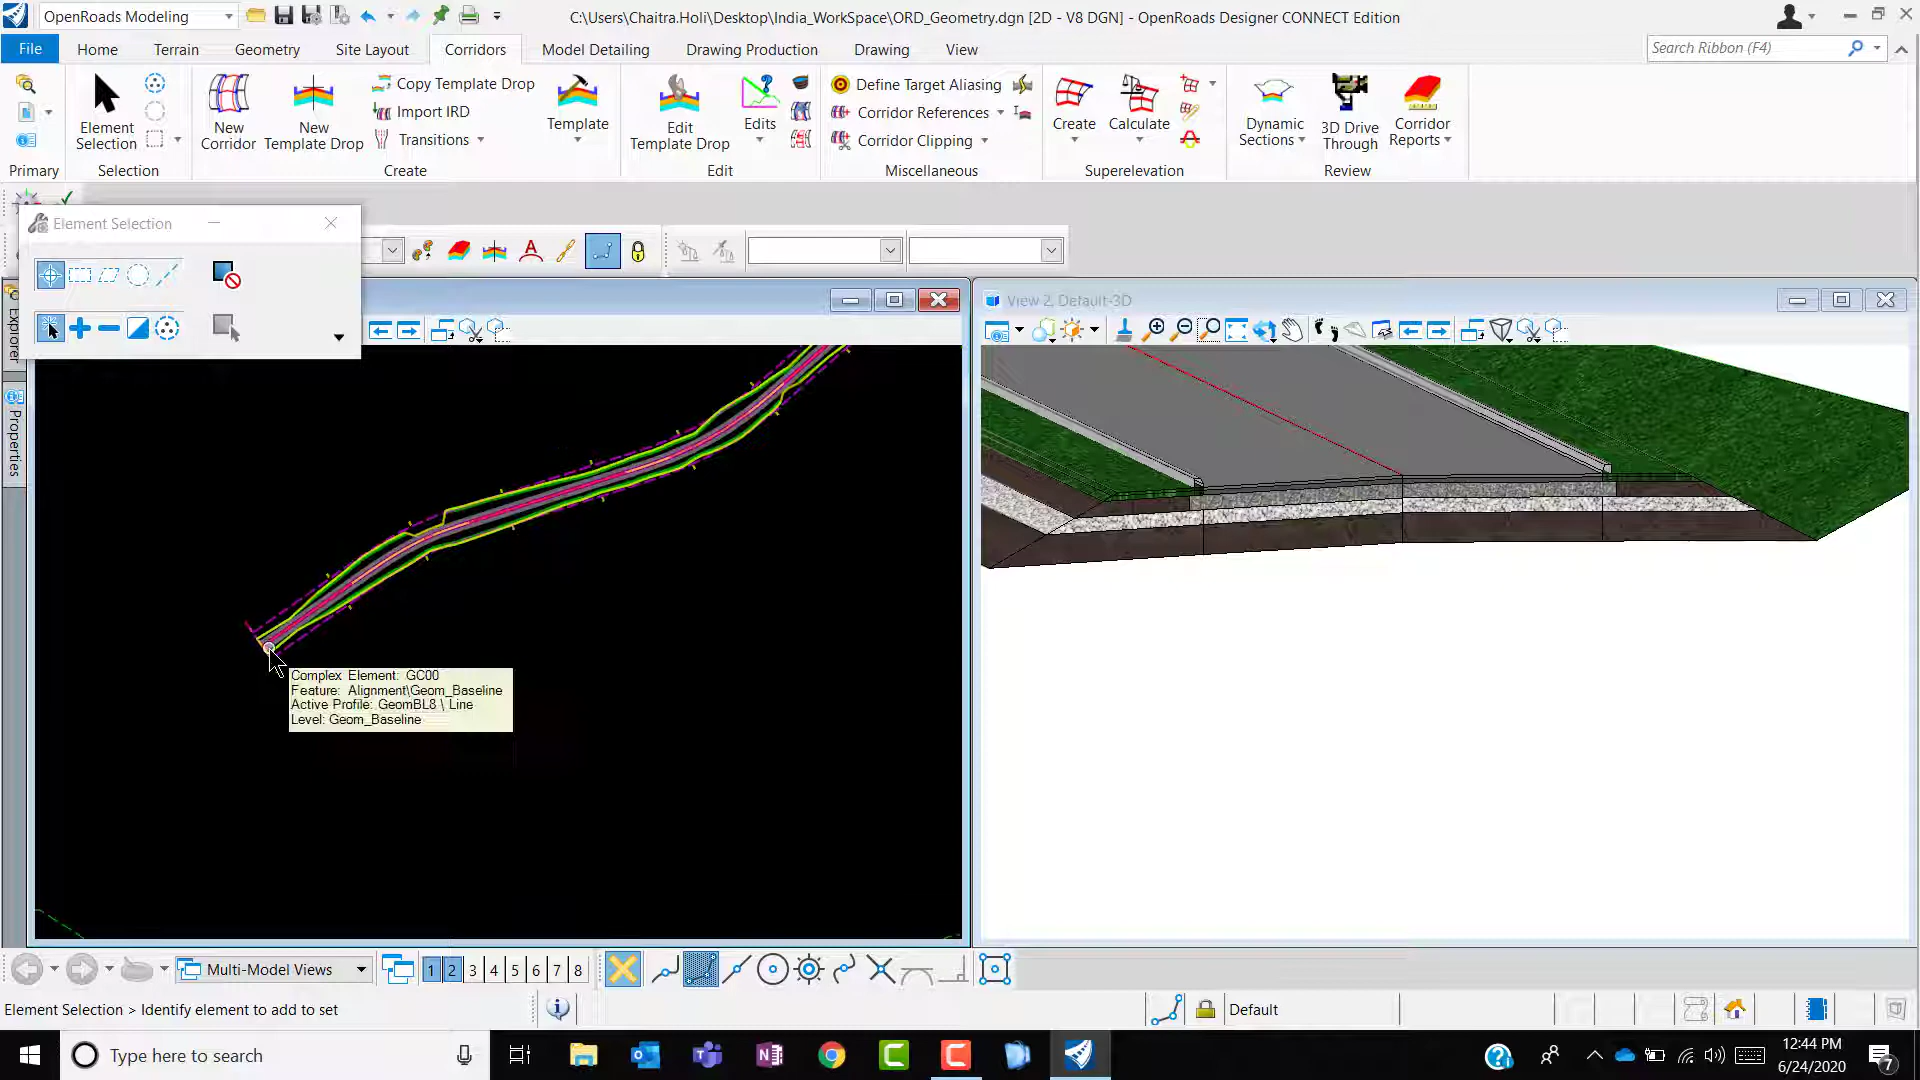 OpenRoads Modeling
C:\Users\Chaitra.Holi\Desktop\India_WorkSpace\ORD_Geometry.dgn [2D - V8 DGN] - OpenRoads Designer CONNECT Edition
File Home Terrain Geometry Site Layout Corridors Model Detailing Drawing Production Drawing View
Search Ribbon (F4)
Element Selection
New Corridor
New Template Drop
Copy Template Drop
Import IRD
Transitions
Template
Edit Template Drop
Edits
Define Target Aliasing
Corridor References
Corridor Clipping
Create
Calculate
Dynamic Sections
3D Drive Through
Corridor Reports
Primary Selection Create Edit Miscellaneous Superelevation Review
Element Selection
Explorer
Properties
View 2, Default-3D
Complex Element: GC00
Feature: Alignment\Geom_Baseline
Active Profile: GeomBL8 \ Line
Level: Geom_Baseline
Multi-Model Views
1 2 3 4 5 6 7 8
Element Selection > Identify element to add to set
Default
Type here to search
12:44 PM
6/24/2020
7